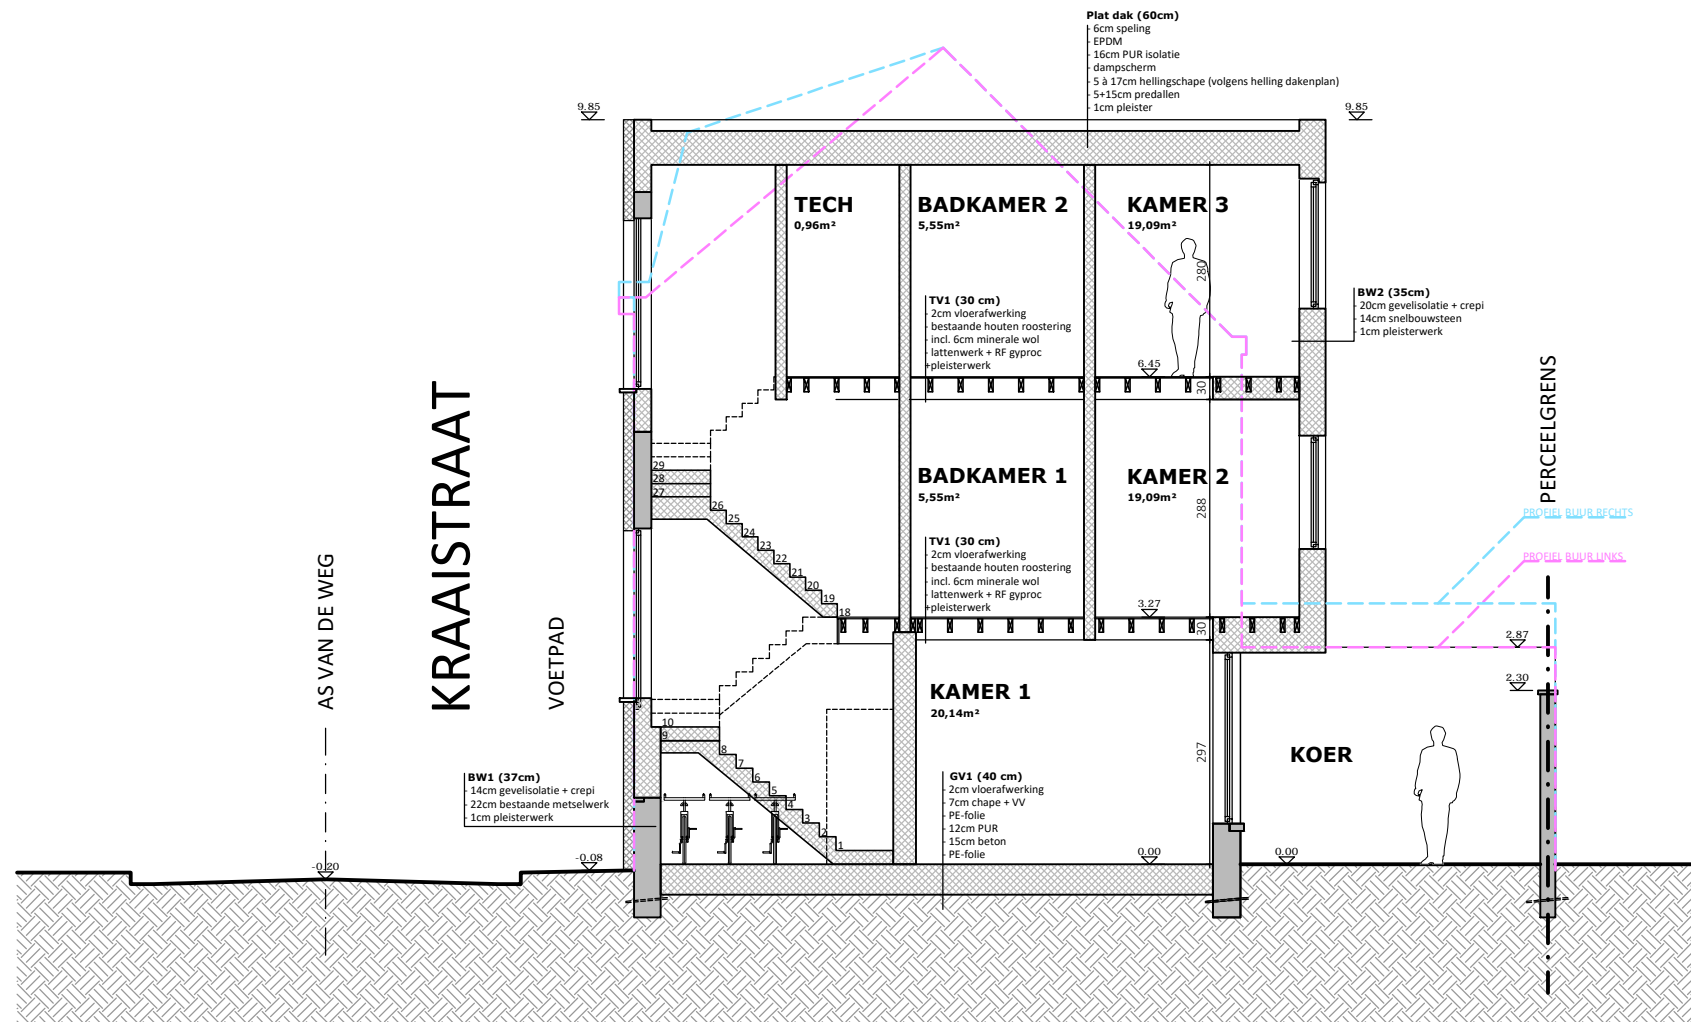 Plat dak (60cm)
- 6cm speling
- EPDM
- 16cm PUR isolatie
- dampscherm
- 5 à 17cm hellingschape (volgens helling dakenplan)
- 5+15cm predallen
- 1cm pleister
9.85
9.85
TECH
0,96m²
BADKAMER 2
5,55m²
KAMER 3
19,09m²
280
TV1 (30 cm)
- 2cm vloerafwerking
- bestaande houten roostering
- incl. 6cm minerale wol
- lattenwerk + RF gyproc
+pleisterwerk
BW2 (35cm)
- 20cm gevelisolatie + crepi
- 14cm snelbouwsteen
- 1cm pleisterwerk
6.45
30
PERCEELGRENS
KRAAISTRAAT
AS VAN DE WEG
VOETPAD
29
28
27
26
25
24
23
22
21
20
19
18
BADKAMER 1
5,55m²
KAMER 2
19,09m²
288
PROFIEL BUUR RECHTS
PROFIEL BUUR LINKS
TV1 (30 cm)
- 2cm vloerafwerking
- bestaande houten roostering
- incl. 6cm minerale wol
- lattenwerk + RF gyproc
+pleisterwerk
3.27
30
2.87
2.30
KAMER 1
20,14m²
297
KOER
10
9
8
7
6
5
4
3
2
1
BW1 (37cm)
- 14cm gevelisolatie + crepi
- 22cm bestaande metselwerk
- 1cm pleisterwerk
GV1 (40 cm)
- 2cm vloerafwerking
- 7cm chape + VV
- PE-folie
- 12cm PUR
- 15cm beton
- PE-folie
-0.20
-0.08
0.00
0.00